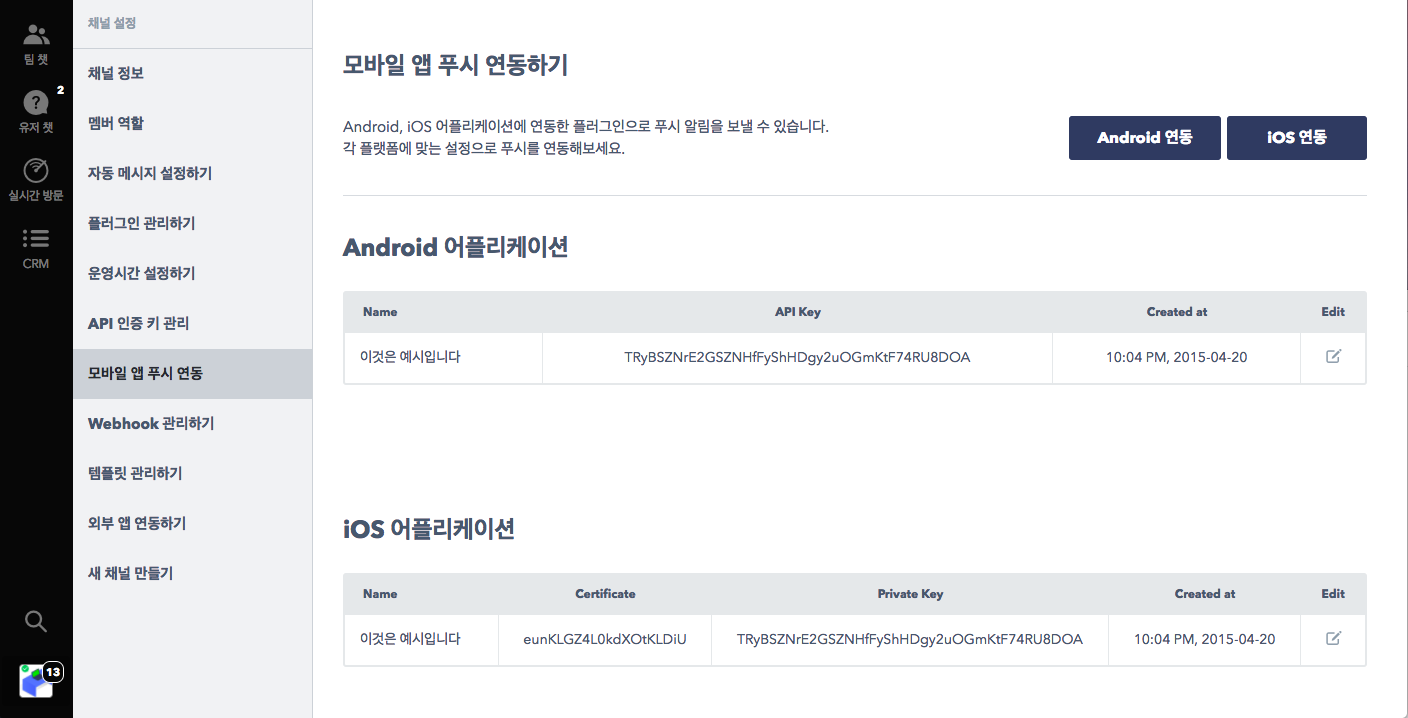 팀 챗
2
유저 챗
실시간 방문
CRM
13
채널 설정
채널 정보
멤버 역할
자동 메시지 설정하기
플러그인 관리하기
운영시간 설정하기
API 인증 키 관리
모바일 앱 푸시 연동
Webhook 관리하기
템플릿 관리하기
외부 앱 연동하기
새 채널 만들기
모바일 앱 푸시 연동하기
Android, iOS 어플리케이션에 연동한 플러그인으로 푸시 알림을 보낼 수 있습니다.
각 플랫폼에 맞는 설정으로 푸시를 연동해보세요.
Android 연동 iOS 연동
Android 어플리케이션
Name API Key Created at Edit
이것은 예시입니다 TRyBSZNrE2GSZNHfFyShHDgy2uOGmKtF74RU8DOA 10:04 PM, 2015-04-20
iOS 어플리케이션
Name Certificate Private Key Created at Edit
이것은 예시입니다 eunKLGZ4L0kdXOtKLDiU TRyBSZNrE2GSZNHfFyShHDgy2uOGmKtF74RU8DOA 10:04 PM, 2015-04-20